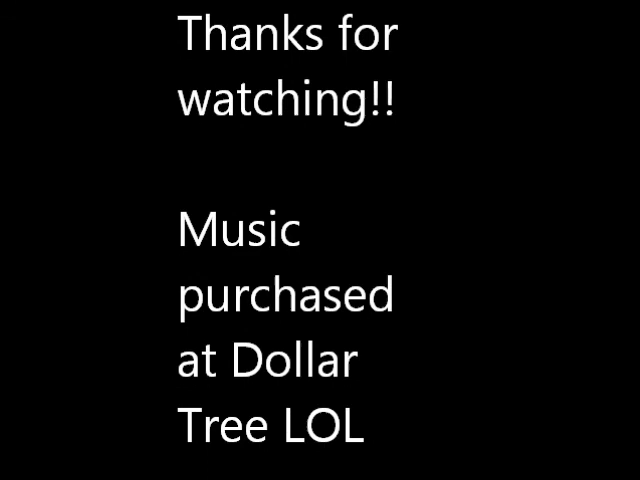 Thanks for
watching!!
Music
purchased
at Dollar
Tree LOL